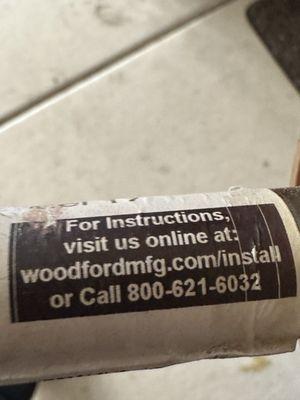 For Instructions,
visit us online at:
woodfordmfg.com/install
or Call 800-621-6032